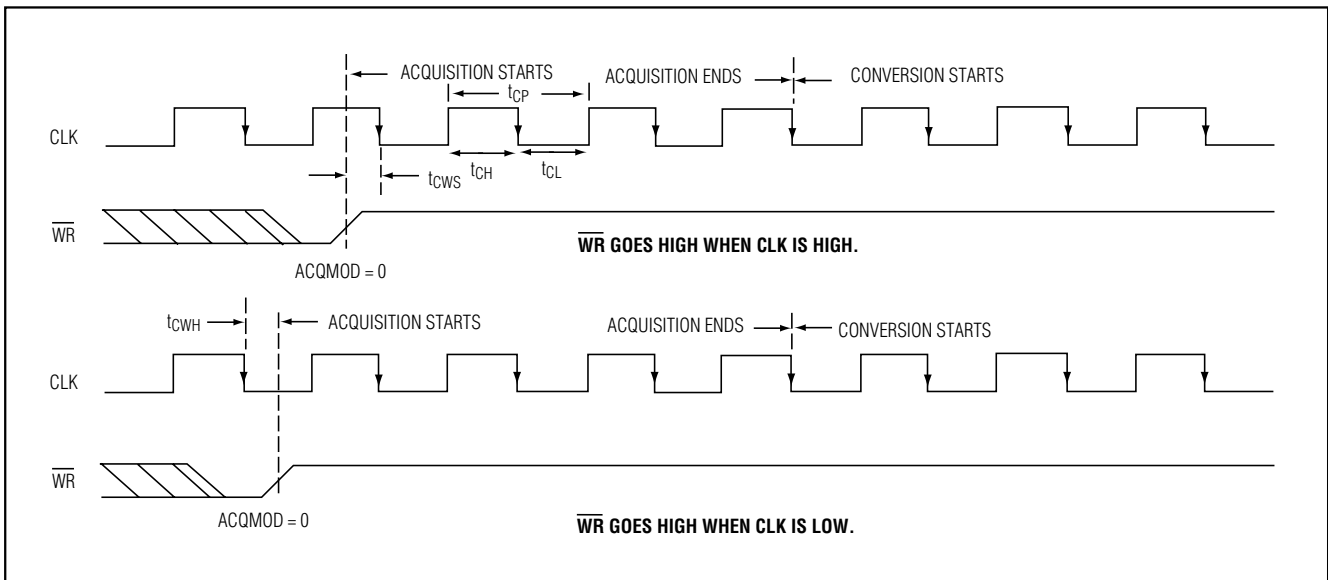 ACQUISITION STARTS
ACQUISITION ENDS
CONVERSION STARTS
tCP
CLK
tCH
tCL
tCWS
WR
WR GOES HIGH WHEN CLK IS HIGH.
ACQMOD = 0
tCWH
ACQUISITION STARTS
ACQUISITION ENDS
CONVERSION STARTS
CLK
WR
ACQMOD = 0
WR GOES HIGH WHEN CLK IS LOW.